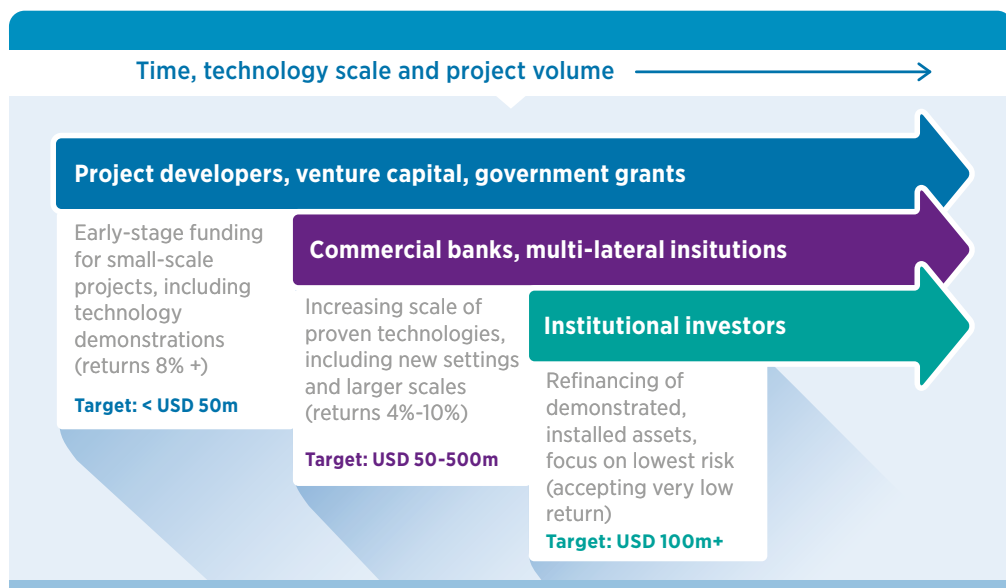 Time, technology scale and project volume
Project developers, venture capital, government grants
Early-stage funding
for small-scale
projects, including
technology
demonstrations
(returns 8% +)
Target: < USD 50m
Commercial banks, multi-lateral insitutions
Increasing scale of
proven technologies,
including new settings
and larger scales
(returns 4%-10%)
Target: USD 50-500m
Institutional investors
Refinancing of
demonstrated,
installed assets,
focus on lowest risk
(accepting very low
return)
Target: USD 100m+